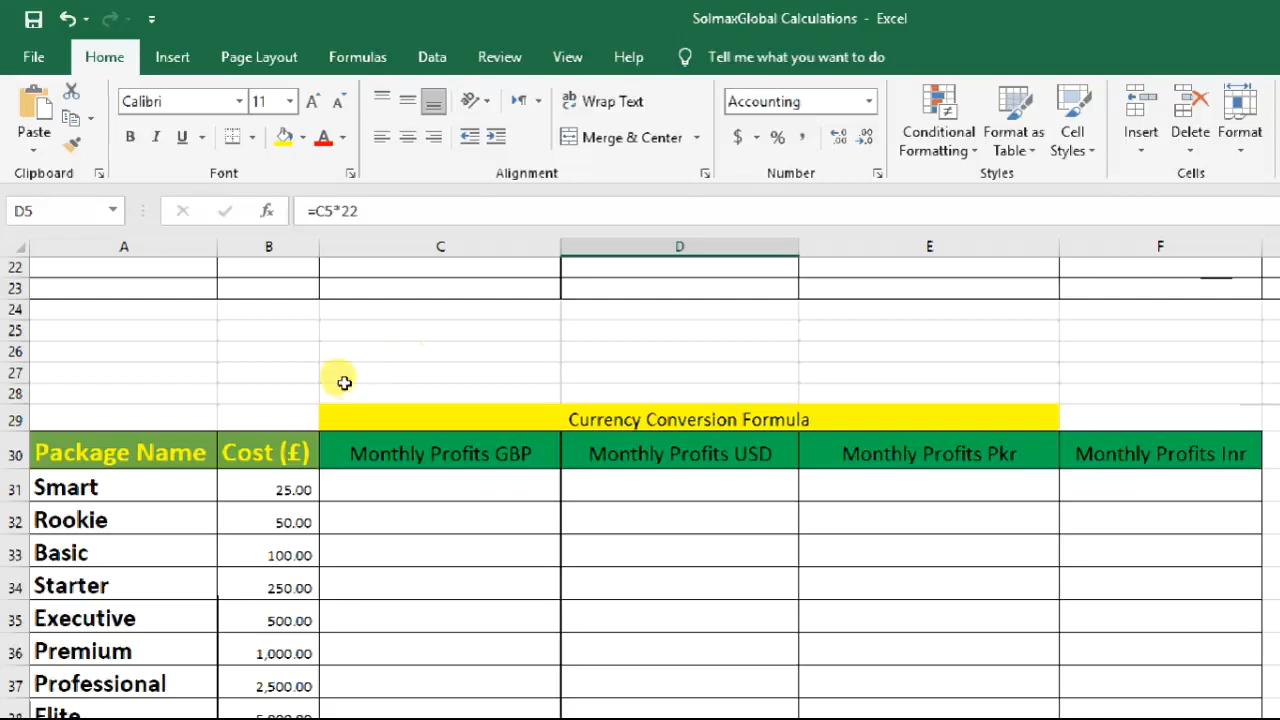 SolmaxGlobal Calculations - Excel
File Home Insert Page Layout Formulas Data Review View Help Tell me what you want to do
Paste
Calibri 11
B I U A
Wrap Text
Merge & Center
Accounting
$ % ,
Conditional Formatting
Format as Table
Cell Styles
Insert
Delete
Format
Clipboard Font Alignment Number Styles Cells
D5 fx =C5*22
A B C D E F
22
23
24
25
26
27
28
29 Currency Conversion Formula
30 Package Name Cost (£) Monthly Profits GBP Monthly Profits USD Monthly Profits Pkr Monthly Profits Inr
31 Smart 25.00
32 Rookie 50.00
33 Basic 100.00
34 Starter 250.00
35 Executive 500.00
36 Premium 1,000.00
37 Professional 2,500.00